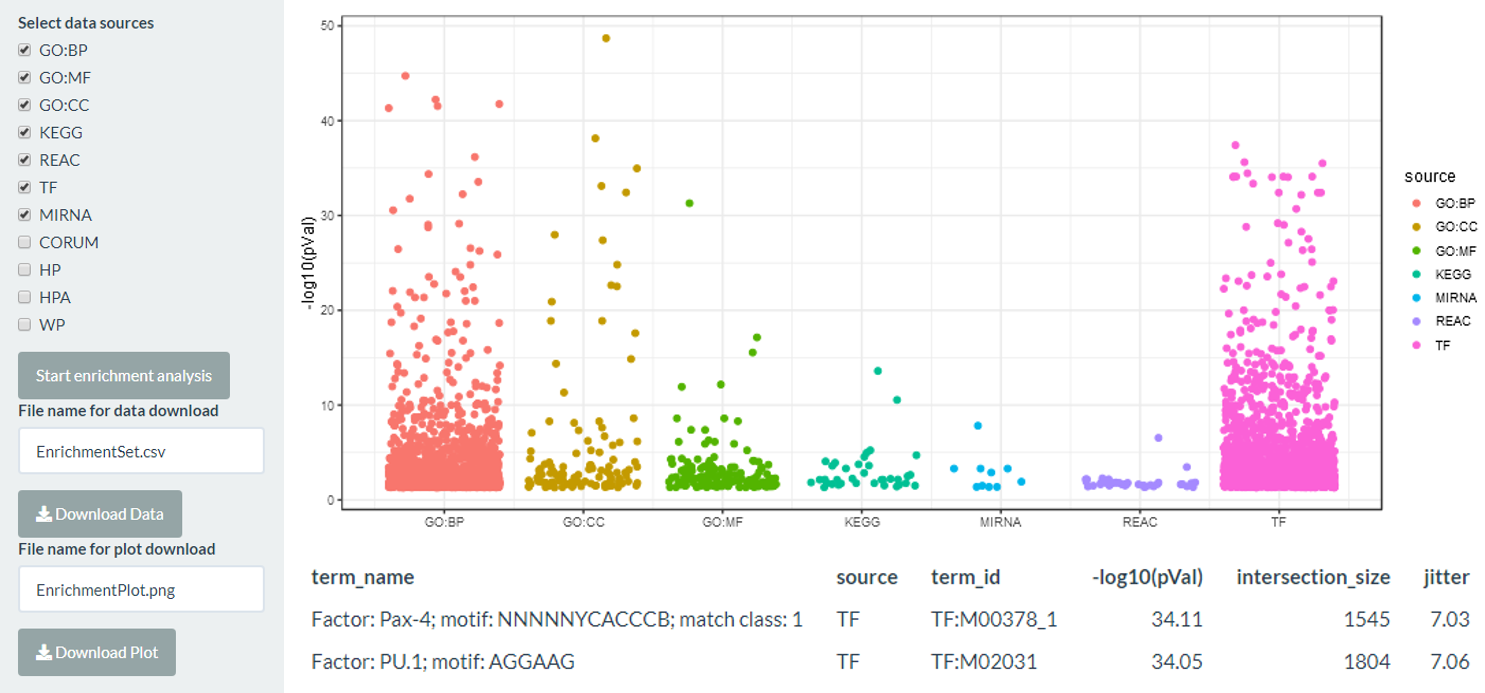 Select data sources
GO:BP
GO:MF
GO:CC
KEGG
REAC
TF
MIRNA
CORUM
HP
HPA
WP
Start enrichment analysis
File name for data download
EnrichmentSet.csv
Download Data
File name for plot download
EnrichmentPlot.png
Download Plot
-log10(pVal)
50
40
30
20
10
0
GO:BP GO:CC GO:MF KEGG MIRNA REAC TF
source
GO:BP
GO:CC
GO:MF
KEGG
MIRNA
REAC
TF
term_name source term_id -log10(pVal) intersection_size jitter
Factor: Pax-4; motif: NNNNNYCACCCB; match class: 1 TF TF:M00378_1 34.11 1545 7.03
Factor: PU.1; motif: AGGAAG TF TF:M02031 34.05 1804 7.06